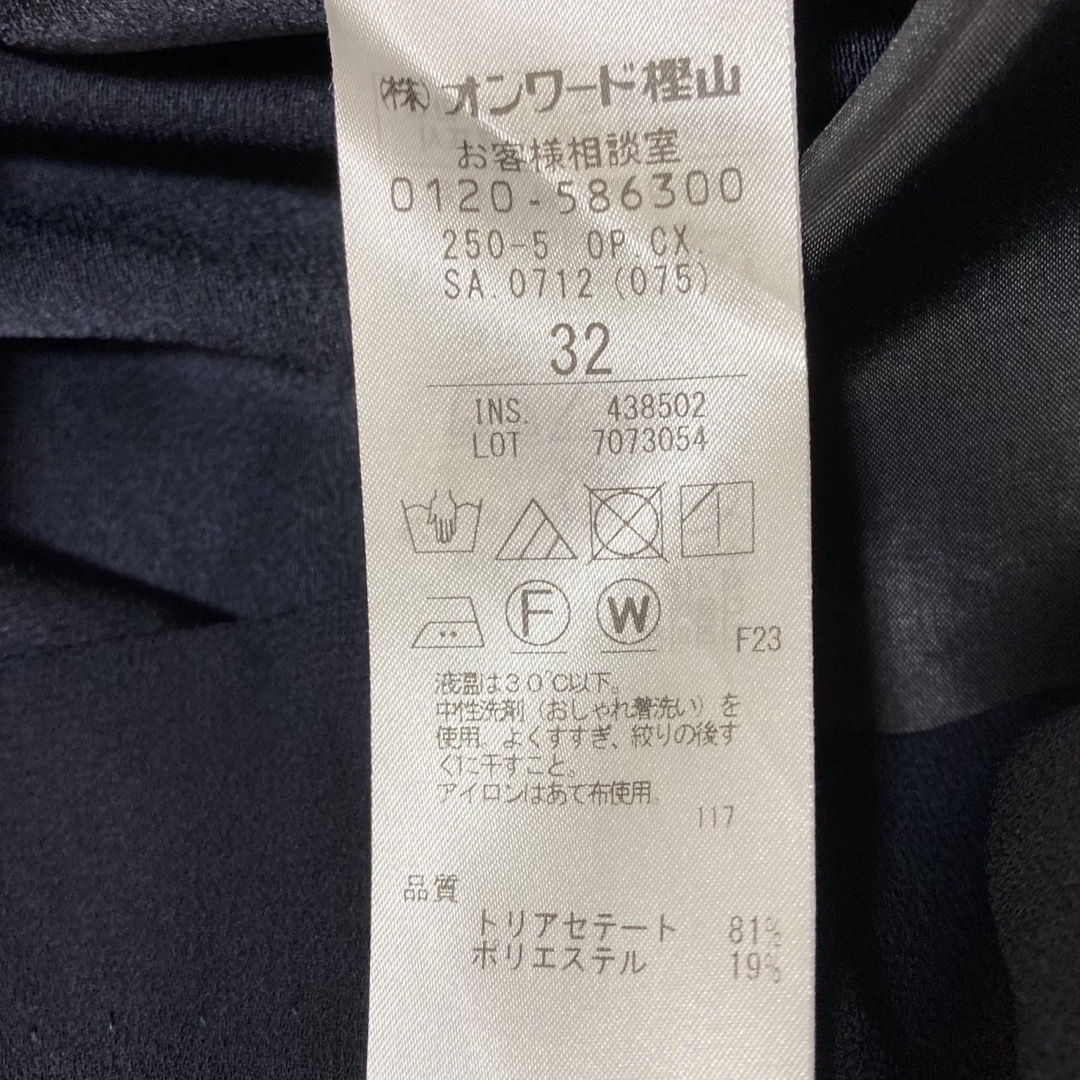 (株)オンワード樫山
お客様相談室
0120-586300
250-5 OP.CX.
SA.0712(075)
32
INS. 438502
LOT 7073054
F
W
F23
液温は30℃以下。
中性洗剤(おしゃれ着洗い)を
使用。よくすすぎ、絞りの後す
ぐに干すこと。
アイロンはあて布使用。
117
品質
トリアセテート 81%
ポリエステル 19%